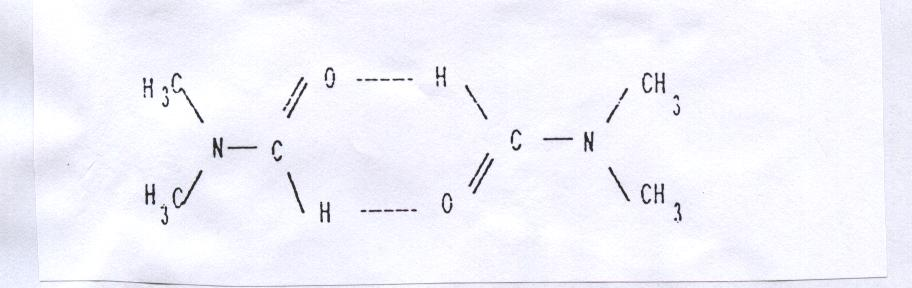 H3C O ----- H CH3
N — C C — N
H3C H ----- O CH3